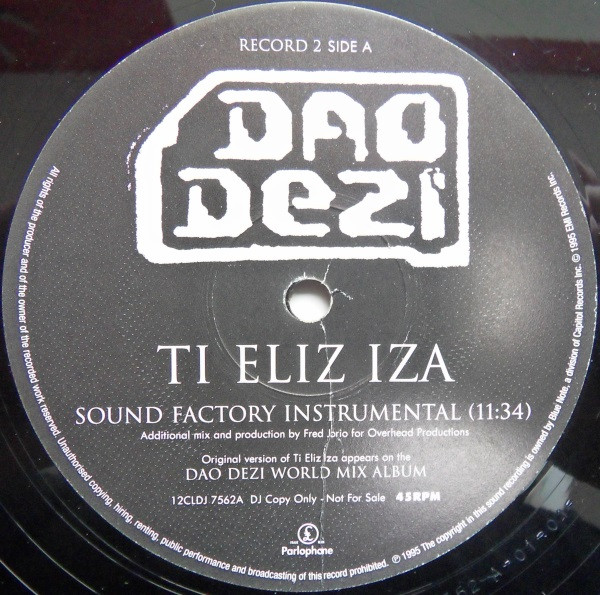 RECORD 2 SIDE A
DAO
DEZI
TI ELIZ IZA
SOUND FACTORY INSTRUMENTAL (11:34)
Additional mix and production by Fred Jorio for Overhead Productions
Original version of Ti Eliz Iza appears on the
DAO DEZI WORLD MIX ALBUM
12CLDJ 7562A DJ Copy Only - Not For Sale 45RPM
Parlophone
All rights of the producer and of the owner of the recorded work reserved. Unauthorised copying, hiring, renting, public performance and broadcasting of this record prohibited. ℗ 1995 The copyright in this sound recording is owned by Blue Note, a division of Capitol Records Inc. © 1995 EMI Records Inc.